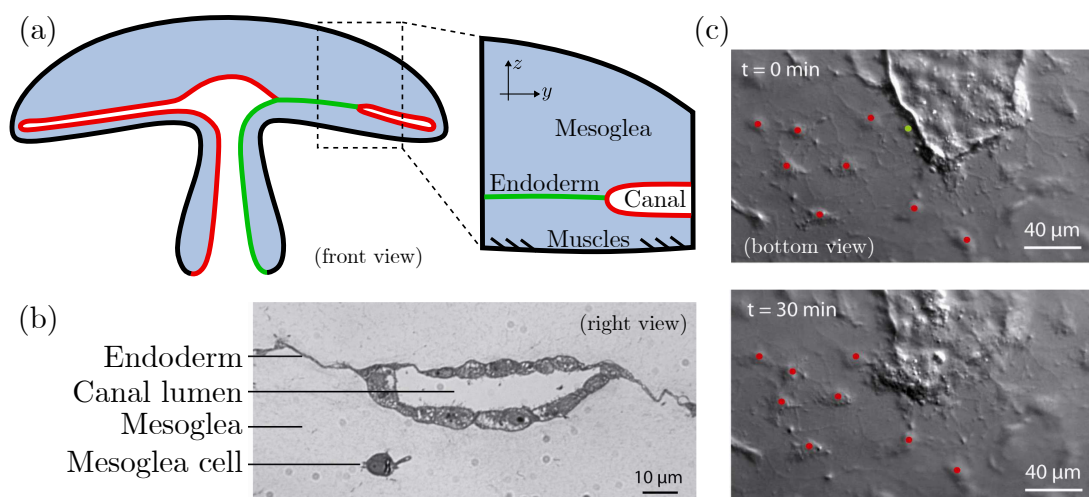 (a)
z
y
Mesoglea
Endoderm
Canal
Muscles
(front view)
(b)
(right view)
Endoderm
Canal lumen
Mesoglea
Mesoglea cell
10 µm
(c)
t = 0 min
(bottom view)
40 µm
t = 30 min
40 µm